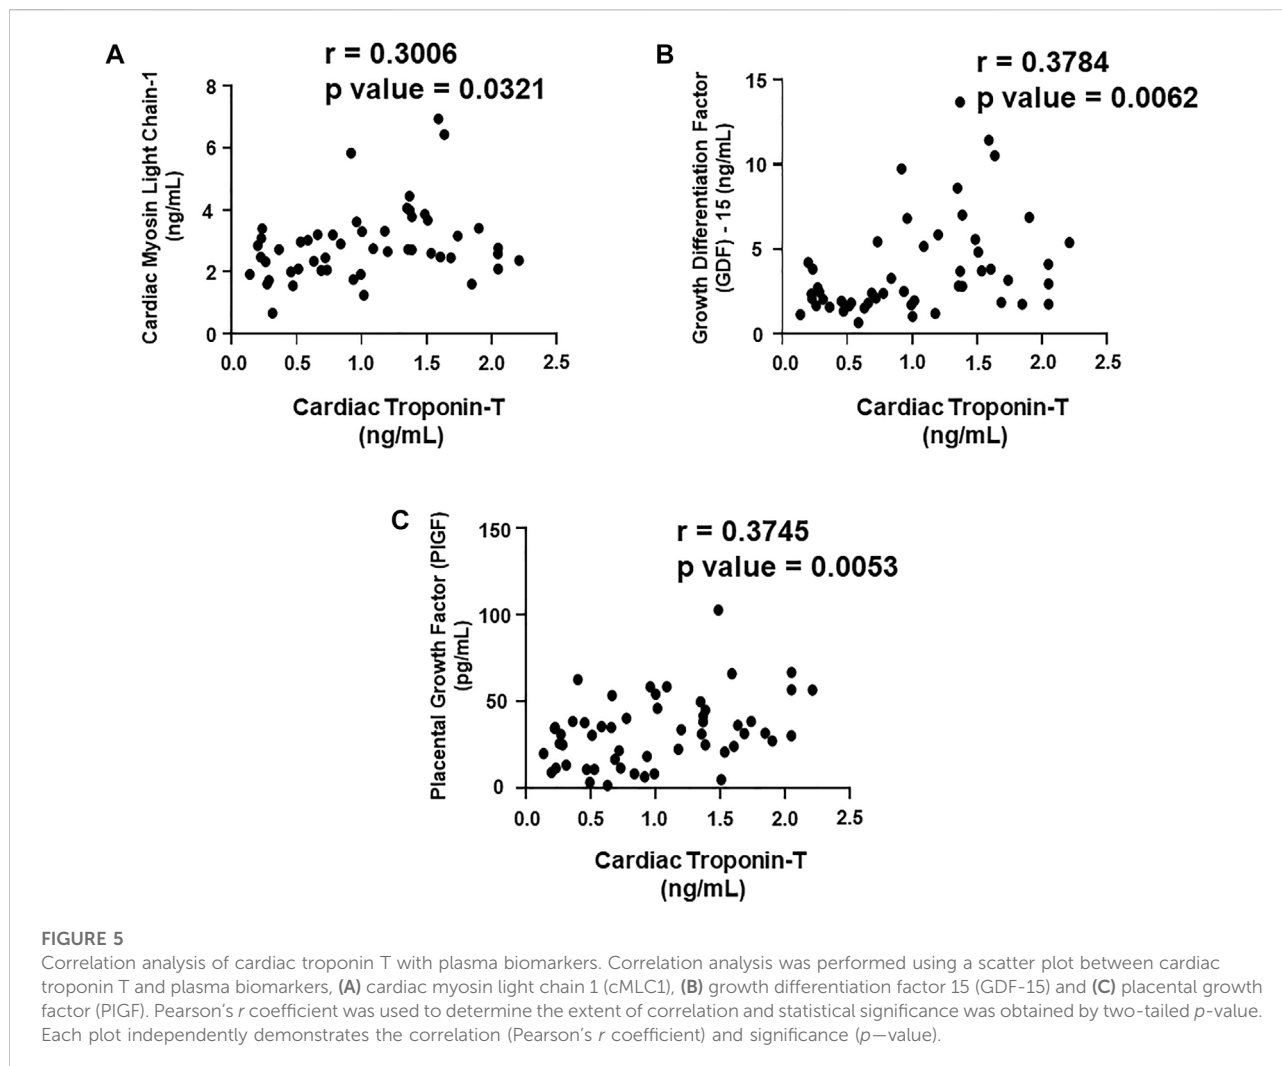 A
r = 0.3006
p value = 0.0321
Cardiac Myosin Light Chain-1
(ng/mL)
8
6
4
2
0
0.0 0.5 1.0 1.5 2.0 2.5
Cardiac Troponin-T
(ng/mL)
B
r = 0.3784
p value = 0.0062
Growth Differentiation Factor
(GDF) - 15 (ng/mL)
15
10
5
0
0.0 0.5 1.0 1.5 2.0 2.5
Cardiac Troponin-T
(ng/mL)
C
r = 0.3745
p value = 0.0053
Placental Growth Factor (PIGF)
(pg/mL)
150
100
50
0
0.0 0.5 1.0 1.5 2.0 2.5
Cardiac Troponin-T
(ng/mL)
FIGURE 5
Correlation analysis of cardiac troponin T with plasma biomarkers. Correlation analysis was performed using a scatter plot between cardiac
troponin T and plasma biomarkers, (A) cardiac myosin light chain 1 (cMLC1), (B) growth differentiation factor 15 (GDF-15) and (C) placental growth
factor (PIGF). Pearson’s r coefficient was used to determine the extent of correlation and statistical significance was obtained by two-tailed p-value.
Each plot independently demonstrates the correlation (Pearson’s r coefficient) and significance (p—value).